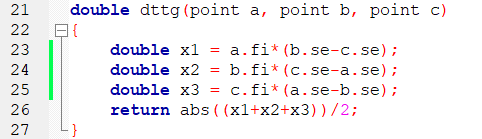 21 double dttg(point a, point b, point c)
22 {
23 double x1 = a.fi*(b.se-c.se);
24 double x2 = b.fi*(c.se-a.se);
25 double x3 = c.fi*(a.se-b.se);
26 return abs((x1+x2+x3))/2;
27 }